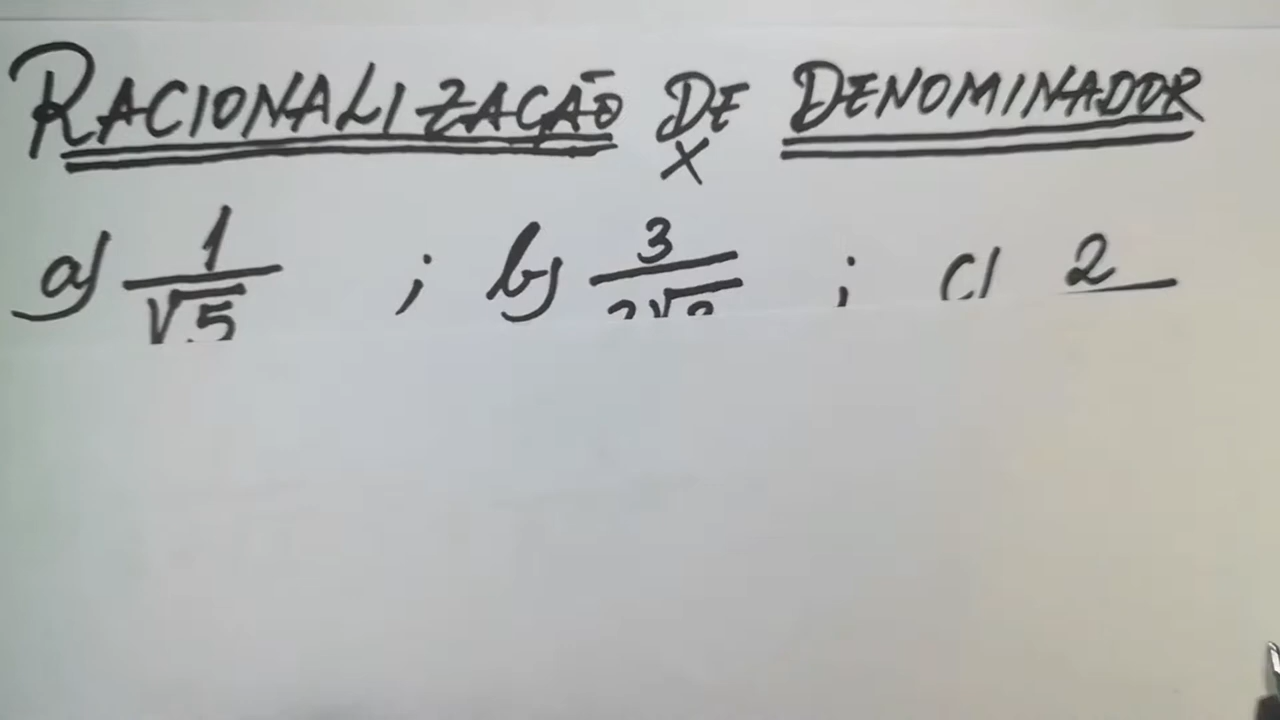 RACIONALIZAÇÃO DE DENOMINADOR
X
a) 1/√5 ; b) 3/ ; c) 2/